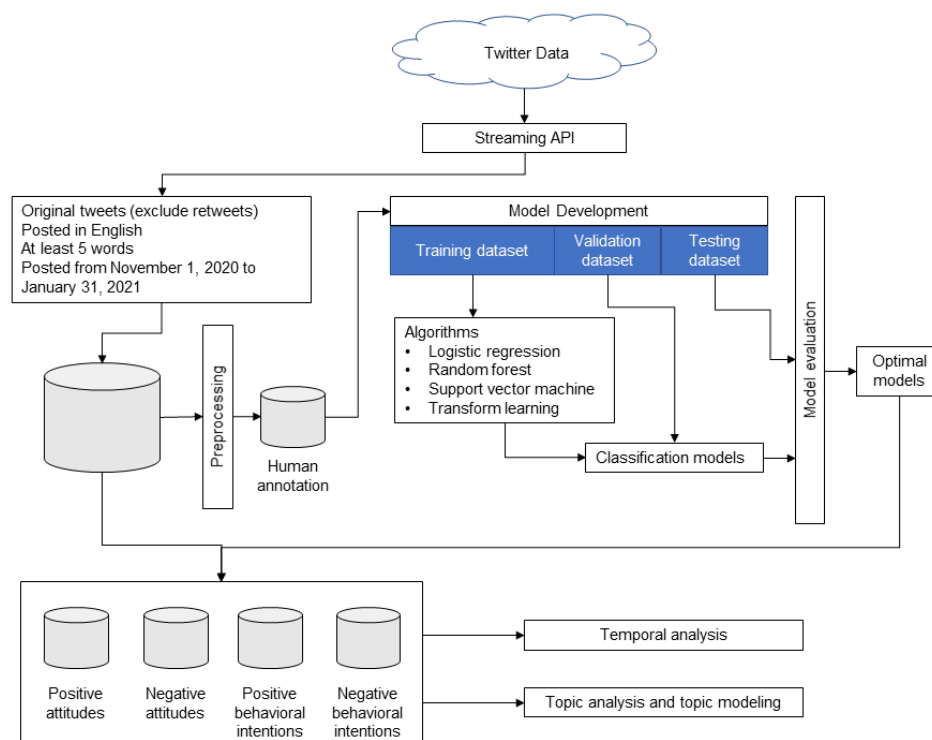 Twitter Data
Streaming API
Original tweets (exclude retweets)
Posted in English
At least 5 words
Posted from November 1, 2020 to
January 31, 2021
Preprocessing
Human
annotation
Model Development
Training dataset
Validation
dataset
Testing
dataset
Algorithms
• Logistic regression
• Random forest
• Support vector machine
• Transform learning
Classification models
Model evaluation
Optimal
models
Positive
attitudes
Negative
attitudes
Positive
behavioral
intentions
Negative
behavioral
intentions
Temporal analysis
Topic analysis and topic modeling